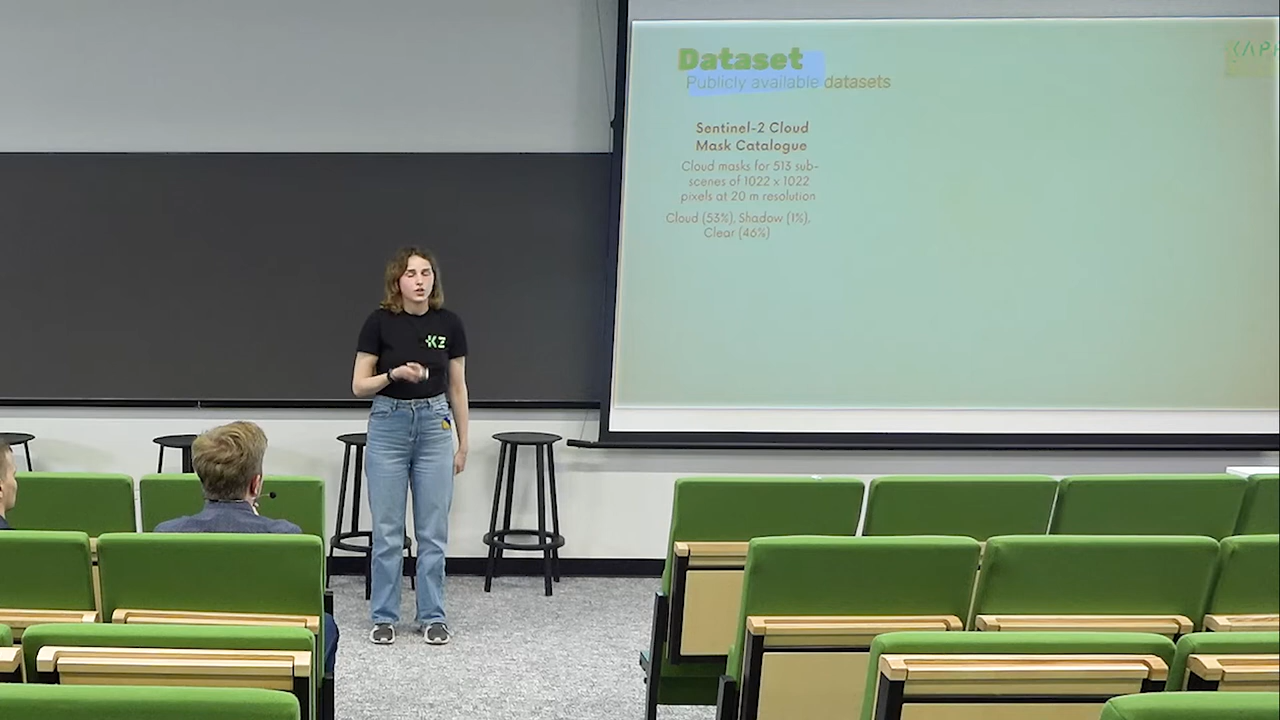 Dataset
Publicly available datasets
Sentinel-2 Cloud
Mask Catalogue
Cloud masks for 513 sub-
scenes of 1022 x 1022
pixels at 20 m resolution
Cloud (53%), Shadow (1%),
Clear (46%)
KZ